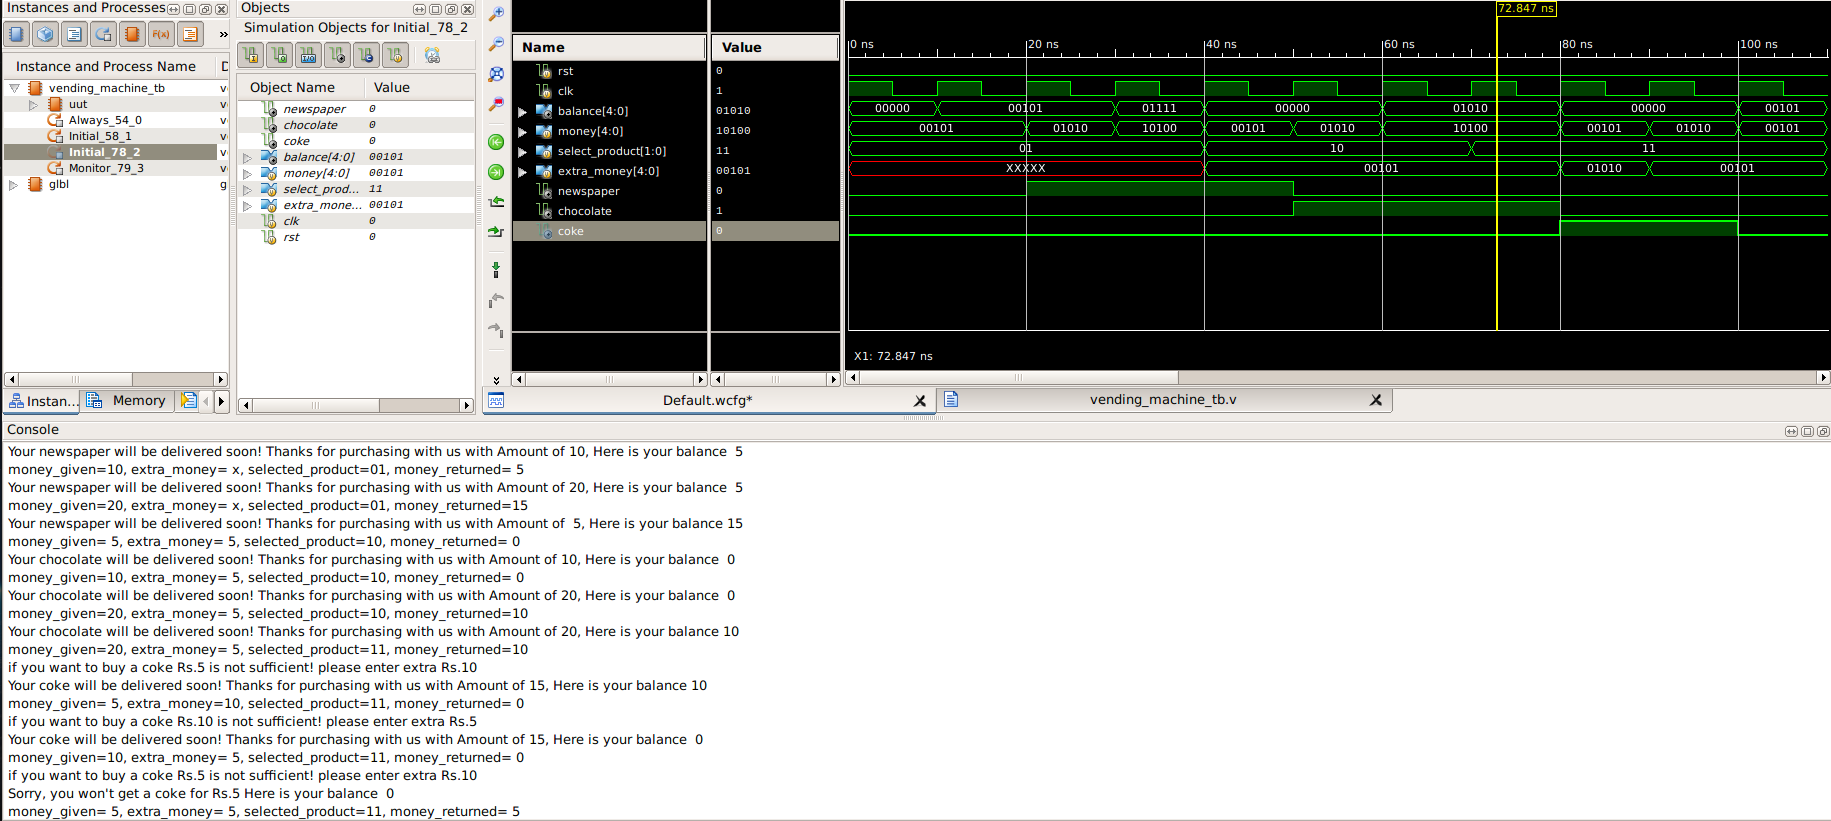 Instances and Processes
Instance and Process Name
D
vending_machine_tb
v
uut
v
Always_54_0
v
Initial_58_1
v
Initial_78_2
v
Monitor_79_3
v
glbl
g
Instan...
Memory
Objects
Simulation Objects for Initial_78_2
Object Name
Value
newspaper
0
chocolate
0
coke
0
balance[4:0]
00101
money[4:0]
00101
select_prod...
11
extra_mone...
00101
clk
0
rst
0
Name
Value
rst
0
clk
1
balance[4:0]
01010
money[4:0]
10100
select_product[1:0]
11
extra_money[4:0]
00101
newspaper
0
chocolate
1
coke
0
72.847 ns
0 ns
20 ns
40 ns
60 ns
80 ns
100 ns
00000
00101
01111
00000
01010
00000
00101
00101
01010
10100
00101
01010
10100
00101
01010
00101
01
10
11
XXXXX
00101
01010
00101
X1: 72.847 ns
Default.wcfg*
vending_machine_tb.v
Console
Your newspaper will be delivered soon! Thanks for purchasing with us with Amount of 10, Here is your balance  5
money_given=10, extra_money= x, selected_product=01, money_returned= 5
Your newspaper will be delivered soon! Thanks for purchasing with us with Amount of 20, Here is your balance  5
money_given=20, extra_money= x, selected_product=01, money_returned=15
Your newspaper will be delivered soon! Thanks for purchasing with us with Amount of  5, Here is your balance 15
money_given= 5, extra_money= 5, selected_product=10, money_returned= 0
Your chocolate will be delivered soon! Thanks for purchasing with us with Amount of 10, Here is your balance  0
money_given=10, extra_money= 5, selected_product=10, money_returned= 0
Your chocolate will be delivered soon! Thanks for purchasing with us with Amount of 20, Here is your balance  0
money_given=20, extra_money= 5, selected_product=10, money_returned=10
Your chocolate will be delivered soon! Thanks for purchasing with us with Amount of 20, Here is your balance 10
money_given=20, extra_money= 5, selected_product=11, money_returned=10
if you want to buy a coke Rs.5 is not sufficient! please enter extra Rs.10
Your coke will be delivered soon! Thanks for purchasing with us with Amount of 15, Here is your balance 10
money_given= 5, extra_money=10, selected_product=11, money_returned= 0
if you want to buy a coke Rs.10 is not sufficient! please enter extra Rs.5
Your coke will be delivered soon! Thanks for purchasing with us with Amount of 15, Here is your balance  0
money_given=10, extra_money= 5, selected_product=11, money_returned= 0
if you want to buy a coke Rs.5 is not sufficient! please enter extra Rs.10
Sorry, you won't get a coke for Rs.5 Here is your balance  0
money_given= 5, extra_money= 5, selected_product=11, money_returned= 5